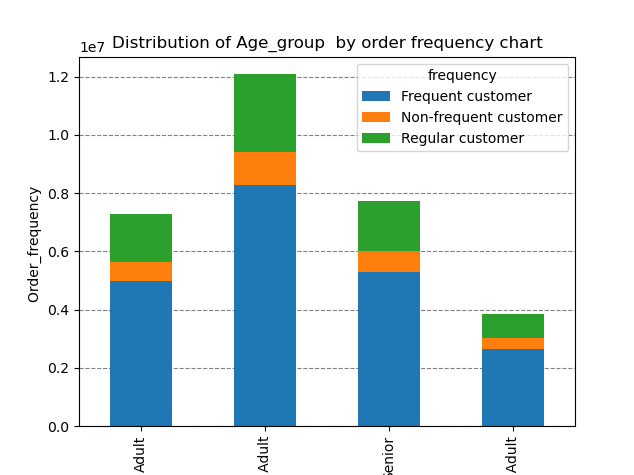 Distribution of Age_group  by order frequency chart
1e7
frequency
Frequent customer
Non-frequent customer
Regular customer
1.2
1.0
0.8
0.6
0.4
0.2
0.0
Order_frequency
Adult
Adult
Adult